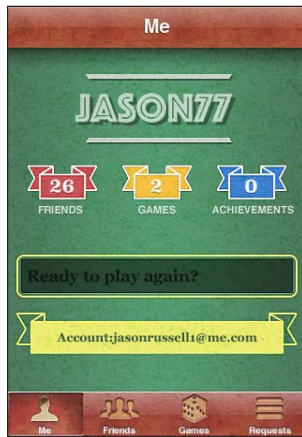 Me
JASON77
26 2 0
FRIENDS GAMES ACHIEVEMENTS
Ready to play again?
Account:jasonrussell1@me.com
Me Friends Games Requests